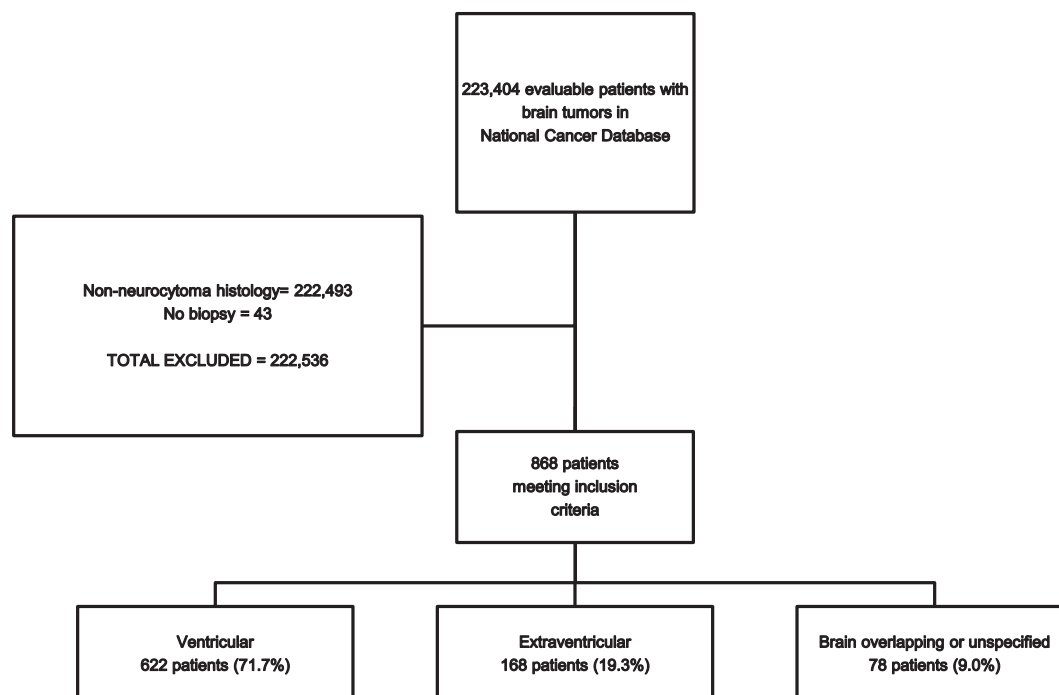 223,404 evaluable patients with
brain tumors in
National Cancer Database
Non-neurocytoma histology= 222,493
No biopsy = 43
TOTAL EXCLUDED = 222,536
868 patients
meeting inclusion
criteria
Ventricular
622 patients (71.7%)
Extraventricular
168 patients (19.3%)
Brain overlapping or unspecified
78 patients (9.0%)